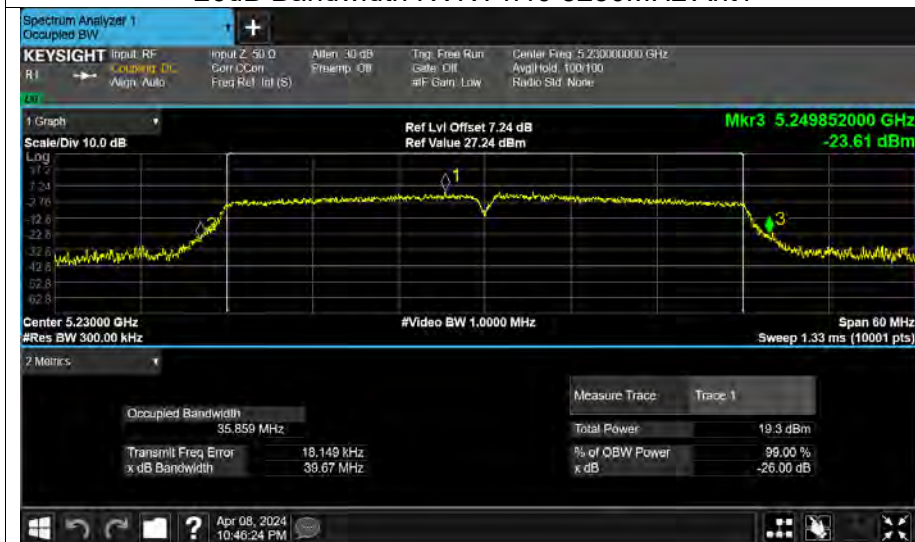 Spectrum Analyzer 1
Occupied BW
KEYSIGHT Input: RF
Coupling: DC
Align: Auto
Input Z: 50 Ω
Corr CCorr
Freq Ref: Int (S)
Atten: 30 dB
Preamp: Off
Trig: Free Run
Gate: Off
#IF Gain: Low
Center Freq: 5.230000000 GHz
Avg|Hold: 100/100
Radio Std: None
1 Graph
Scale/Div 10.0 dB
Ref Lvl Offset 7.24 dB
Ref Value 27.24 dBm
Mkr3 5.249852000 GHz
-23.61 dBm
Log
17.2
7.24
-2.76
-12.8
-22.8
-32.8
-42.8
-52.8
-62.8
1
2
3
Center 5.23000 GHz
#Res BW 300.00 kHz
#Video BW 1.0000 MHz
Span 60 MHz
Sweep 1.33 ms (10001 pts)
2 Metrics
Occupied Bandwidth
35.859 MHz
Transmit Freq Error 18.149 kHz
x dB Bandwidth 39.67 MHz
Measure Trace Trace 1
Total Power 19.3 dBm
% of OBW Power 99.00 %
x dB -26.00 dB
Apr 08, 2024
10:46:24 PM